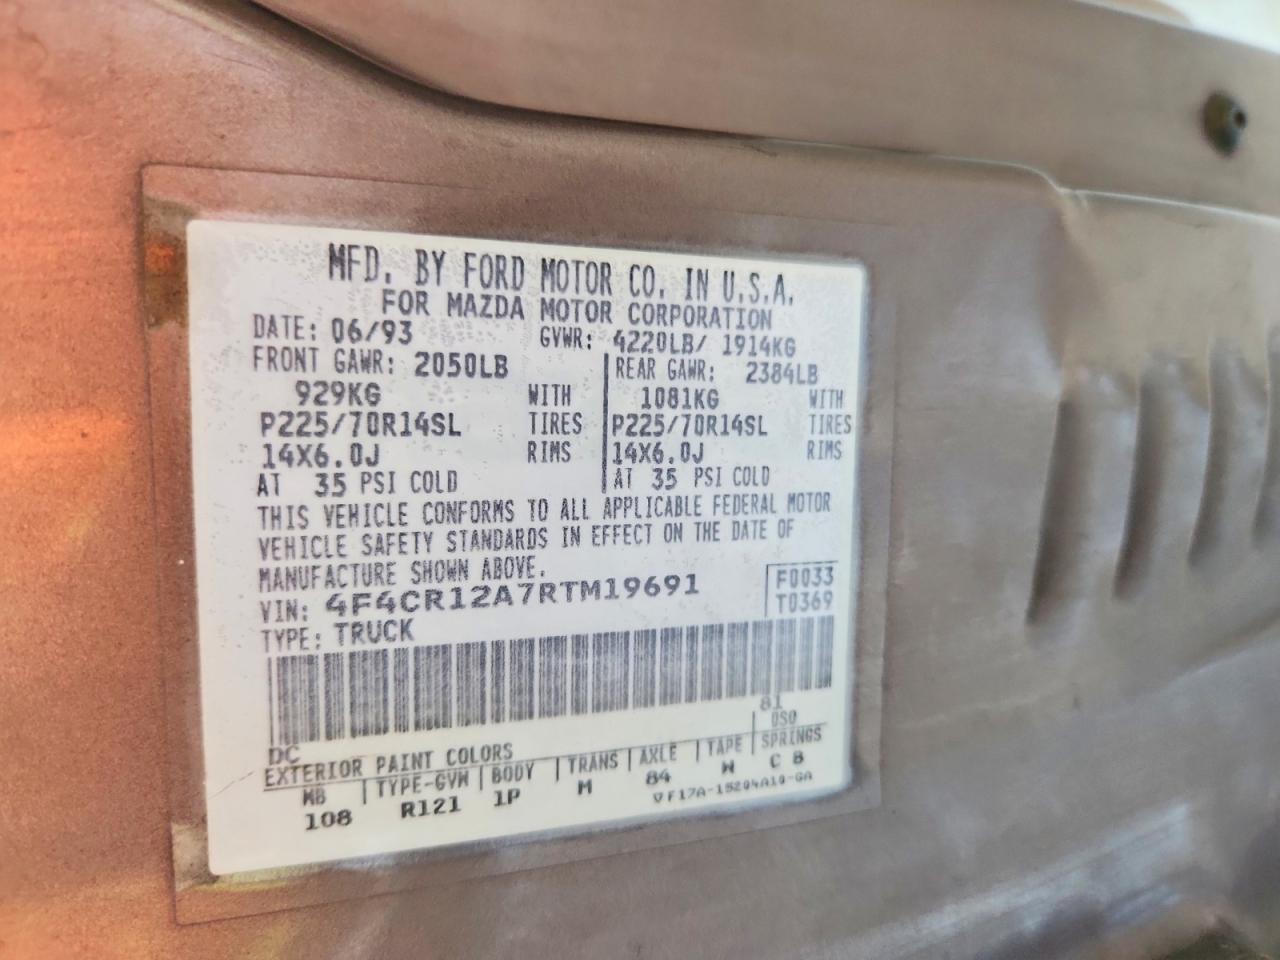 MFD. BY FORD MOTOR CO. IN U.S.A.
FOR MAZDA MOTOR CORPORATION
DATE: 06/93 GVWR: 4220LB/ 1914KG
FRONT GAWR: 2050LB REAR GAWR: 2384LB
929KG WITH 1081KG WITH
P225/70R14SL TIRES P225/70R14SL TIRES
14X6.0J RIMS 14X6.0J RIMS
AT 35 PSI COLD AT 35 PSI COLD
THIS VEHICLE CONFORMS TO ALL APPLICABLE FEDERAL MOTOR
VEHICLE SAFETY STANDARDS IN EFFECT ON THE DATE OF
MANUFACTURE SHOWN ABOVE.
VIN: 4F4CR12A7RTM19691 F0033
TYPE: TRUCK T0369
81
DC DSO
EXTERIOR PAINT COLORS
MB TYPE-GVW BODY TRANS AXLE TAPE SPRINGS
108 R121 1P M 84 W C 8
▽F17A-15204A10-GA